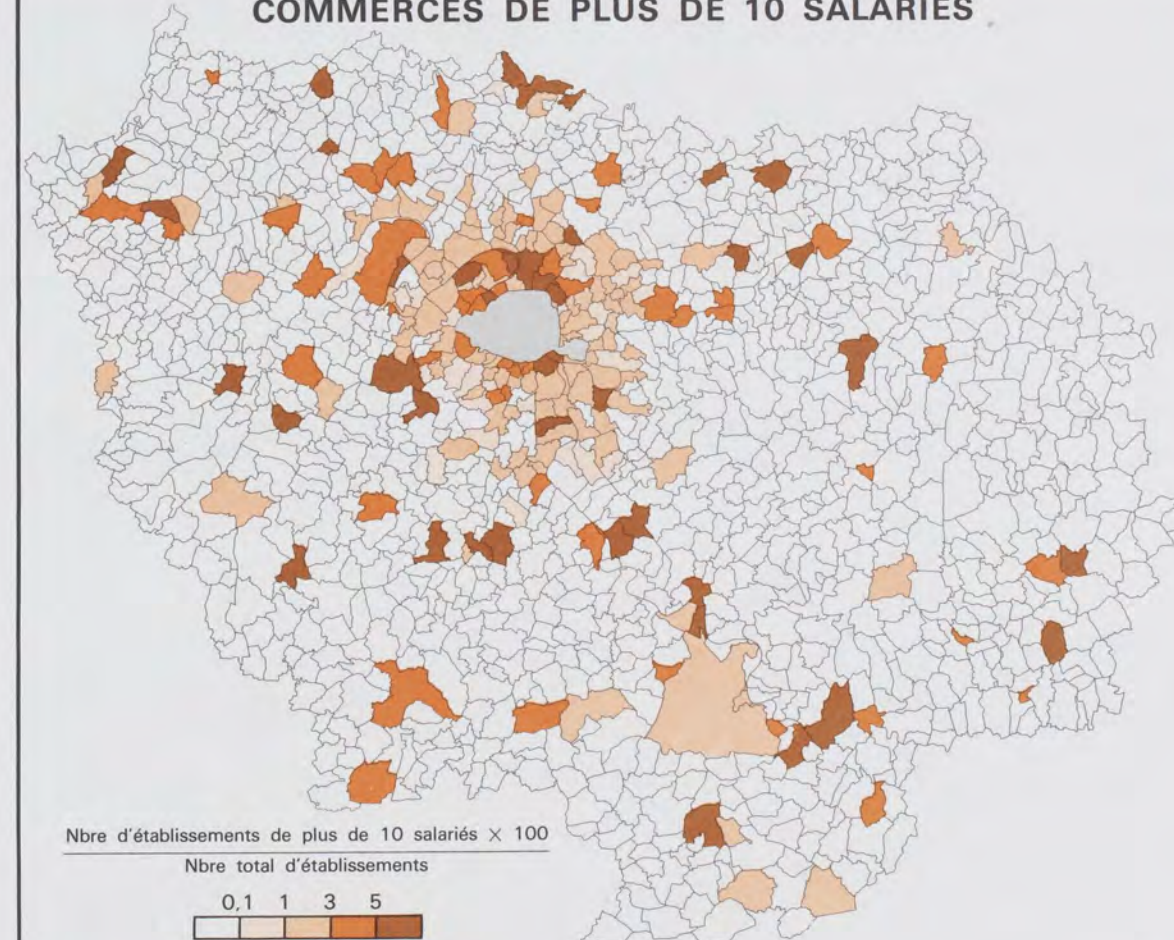 COMMERCES DE PLUS DE 10 SALARIÉS
Nbre d'établissements de plus de 10 salariés × 100
Nbre total d'établissements
0,1 1 3 5